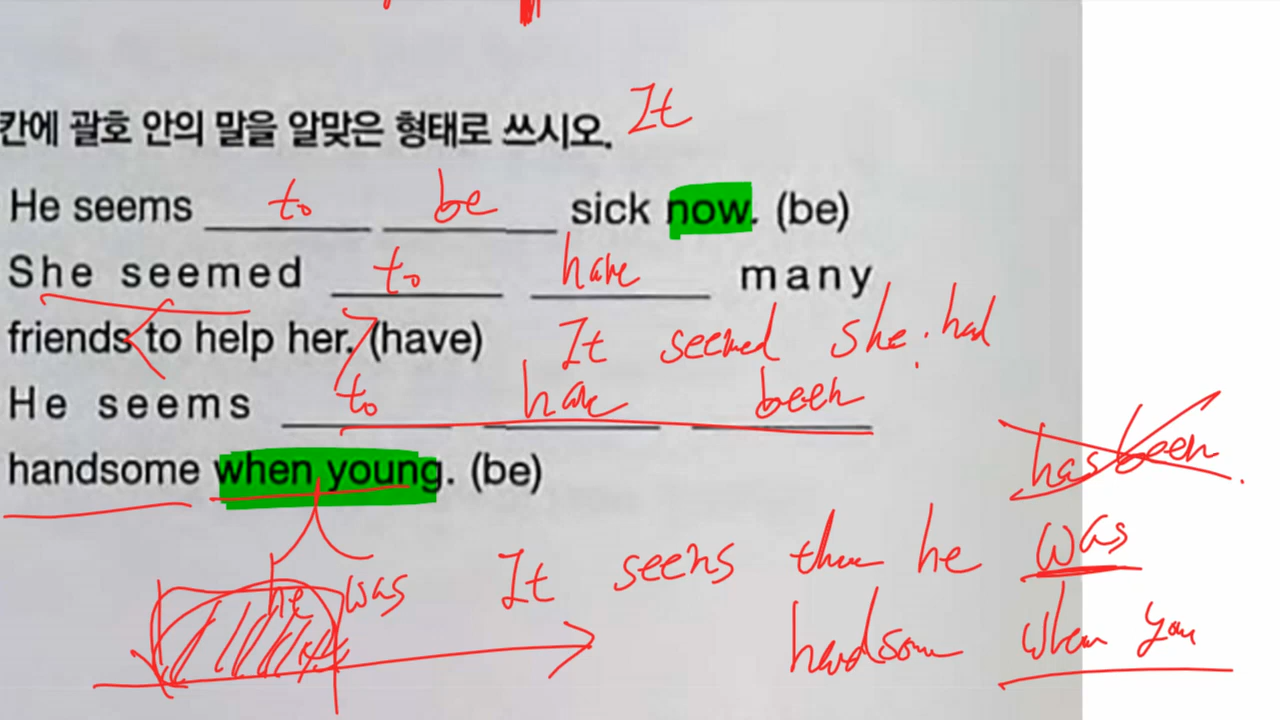 칸에 괄호 안의 말을 알맞은 형태로 쓰시오. It
He seems to be sick now. (be)
She seemed to have many
friends to help her. (have) It seemed she had
He seems to have been
handsome when young. (be) has been
he was It seems he was
handsome when you